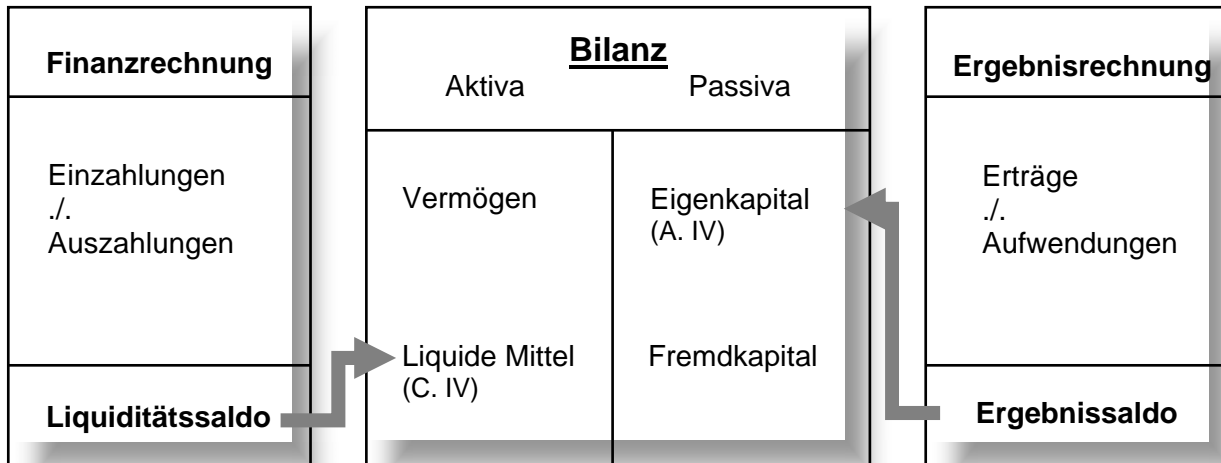 Finanzrechnung
Einzahlungen
./.
Auszahlungen
Liquiditätssaldo
Bilanz
Aktiva Passiva
Vermögen
Liquide Mittel
(C. IV)
Eigenkapital
(A. IV)
Fremdkapital
Ergebnisrechnung
Erträge
./.
Aufwendungen
Ergebnissaldo